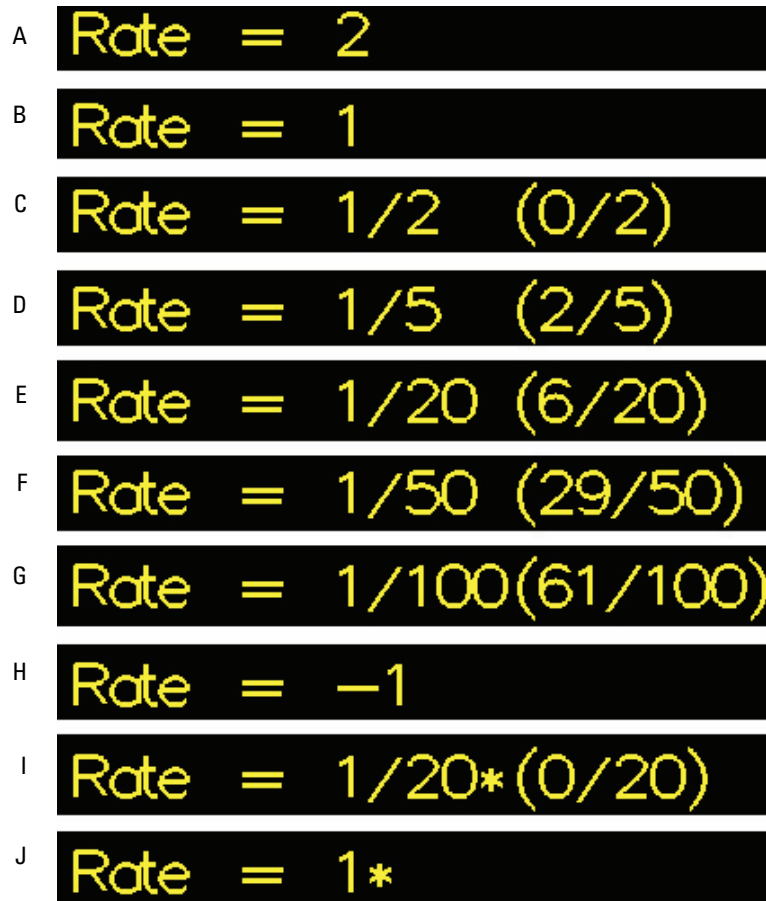 A Rate = 2
B Rate = 1
C Rate = 1/2 (0/2)
D Rate = 1/5 (2/5)
E Rate = 1/20 (6/20)
F Rate = 1/50 (29/50)
G Rate = 1/100(61/100)
H Rate = −1
I Rate = 1/20*(0/20)
J Rate = 1*